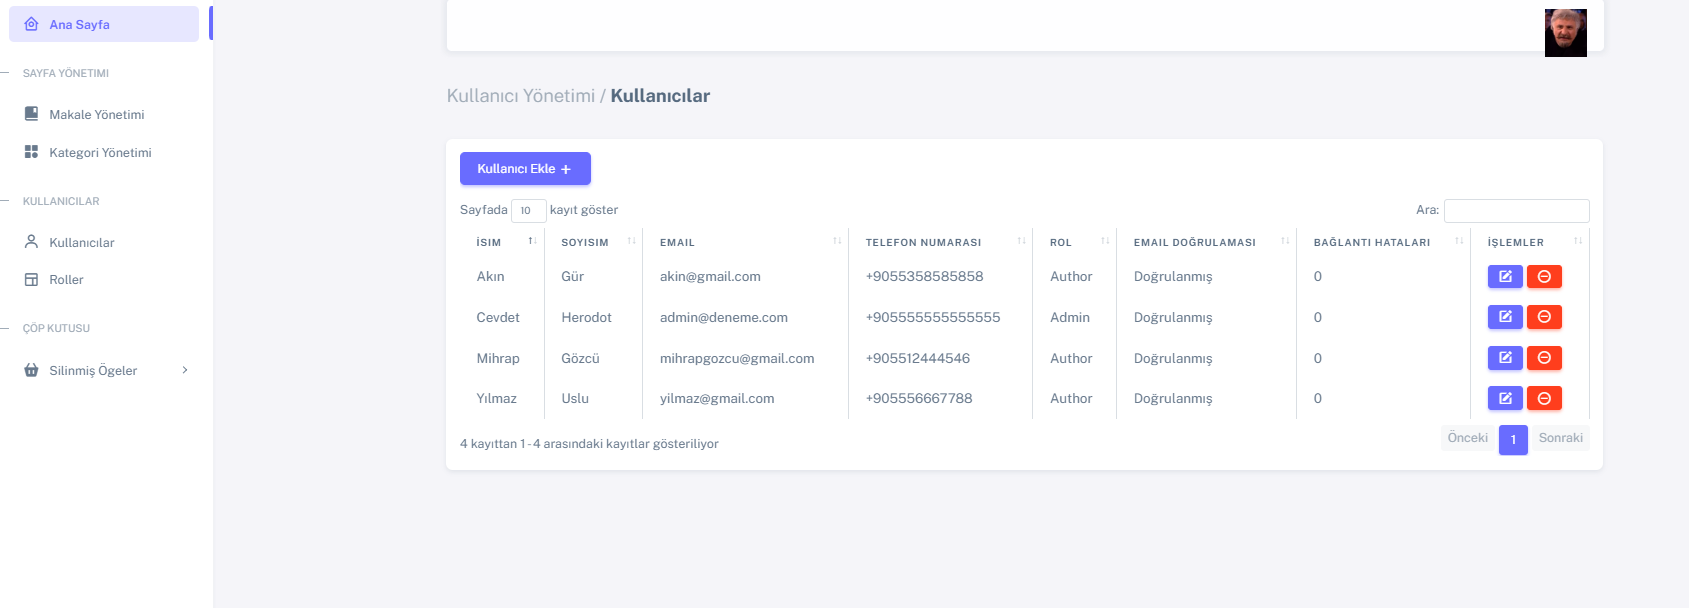 Ana Sayfa
SAYFA YÖNETIMI
Makale Yönetimi
Kategori Yönetimi
KULLANICILAR
Kullanıcılar
Roller
ÇÖP KUTUSU
Silinmiş Ögeler
Kullanıcı Yönetimi / Kullanıcılar
Kullanıcı Ekle +
Sayfada 10 kayıt göster
Ara:
İSIM SOYISIM EMAIL TELEFON NUMARASI ROL EMAIL DOĞRULAMASI BAĞLANTI HATALARI İŞLEMLER
Akın Gür akin@gmail.com +9055358585858 Author Doğrulanmış 0
Cevdet Herodot admin@deneme.com +905555555555555 Admin Doğrulanmış 0
Mihrap Gözcü mihrapgozcu@gmail.com +905512444546 Author Doğrulanmış 0
Yılmaz Uslu yilmaz@gmail.com +905556667788 Author Doğrulanmış 0
4 kayıttan 1 - 4 arasındaki kayıtlar gösteriliyor
Önceki 1 Sonraki